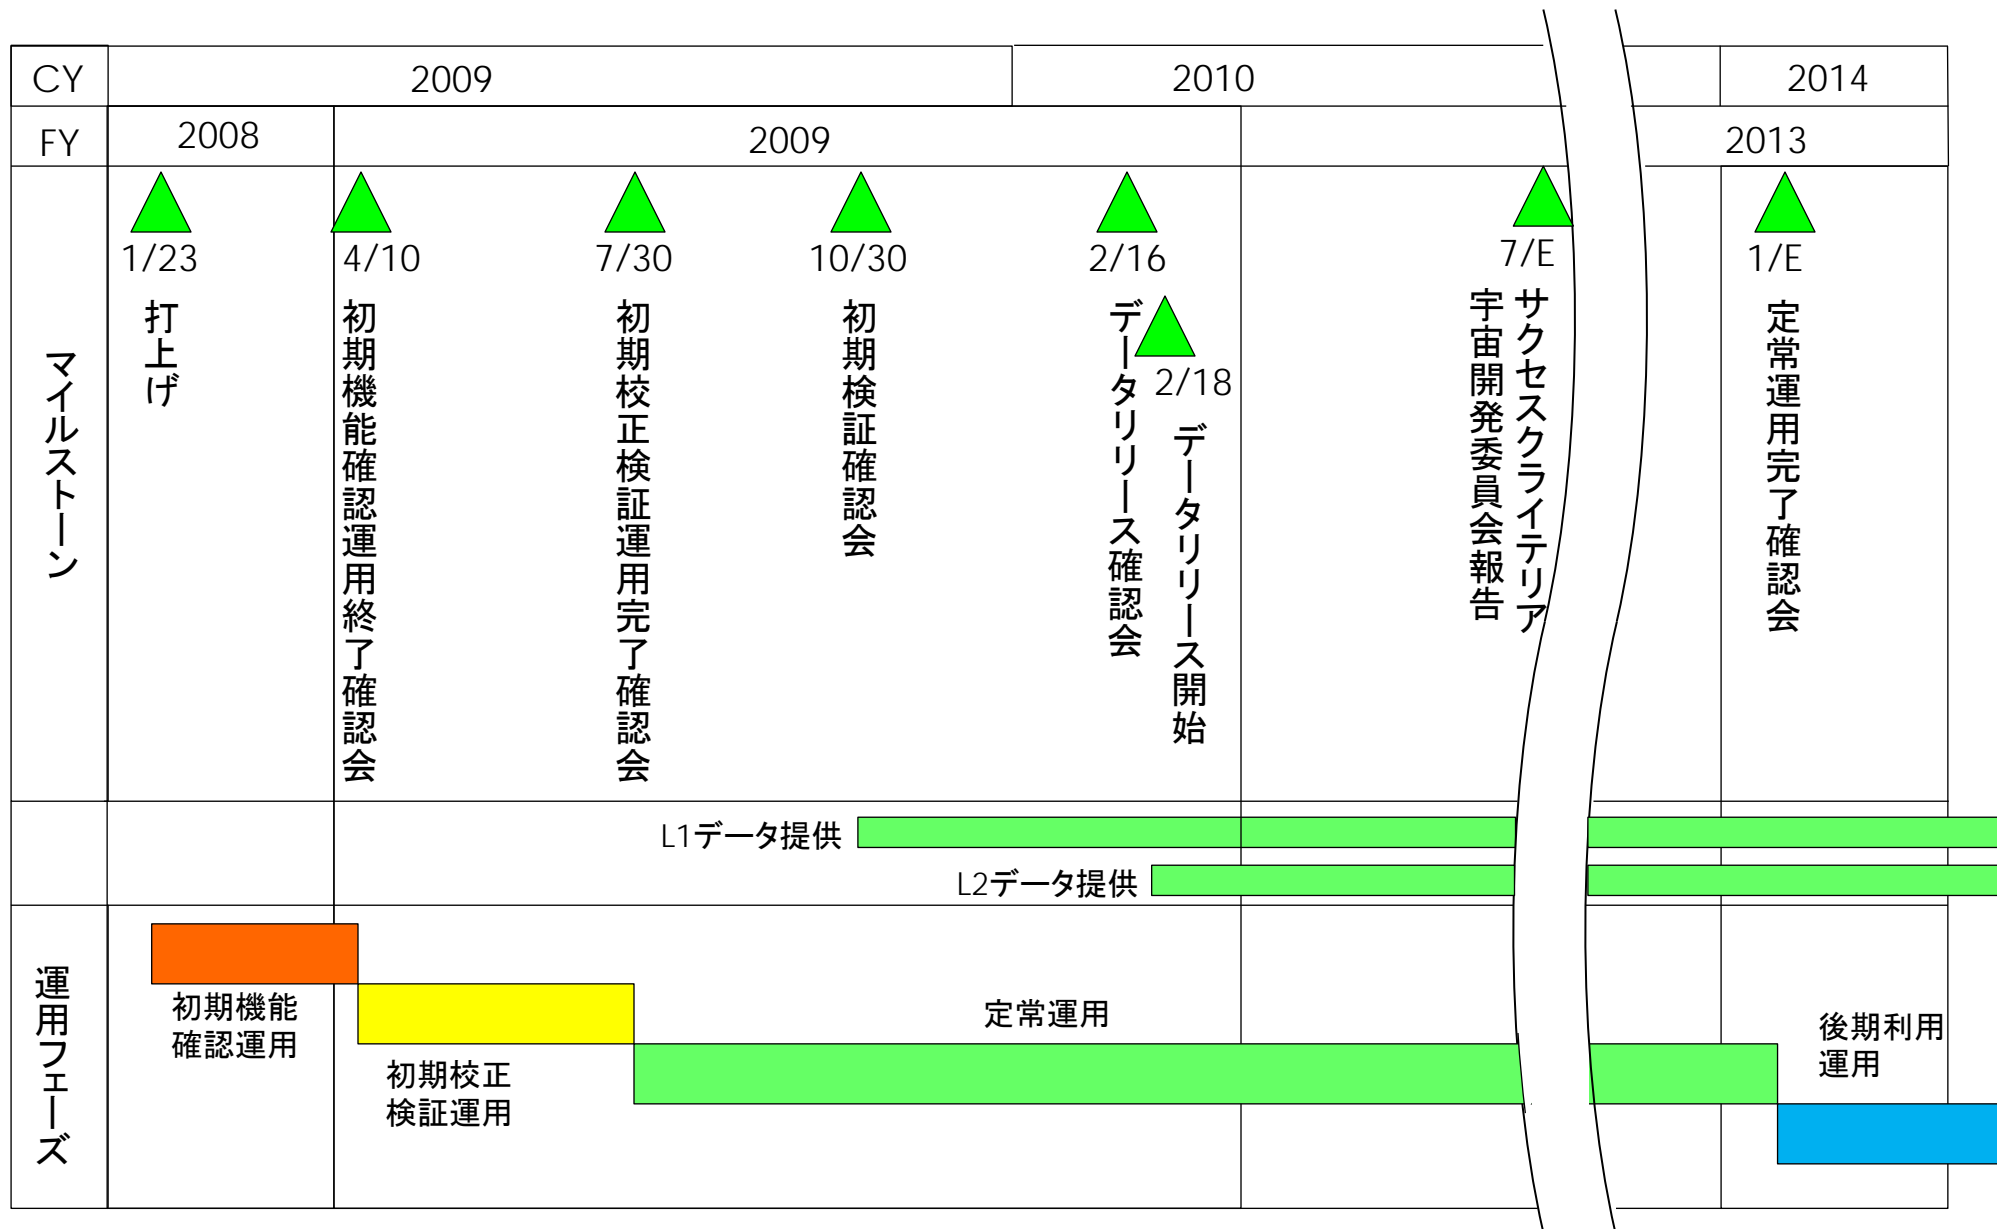 CY
2009
2010
2014
FY
2008
2009
2013
マイルストーン
1/23
打上げ
4/10
初期機能確認運用終了確認会
7/30
初期校正検証運用完了確認会
10/30
初期検証確認会
2/16
データリリース確認会
2/18
データリリース開始
7/E
サクセスクライテリア
宇宙開発委員会報告
1/E
定常運用完了確認会
L1データ提供
L2データ提供
運用フェーズ
初期機能
確認運用
初期校正
検証運用
定常運用
後期利用
運用